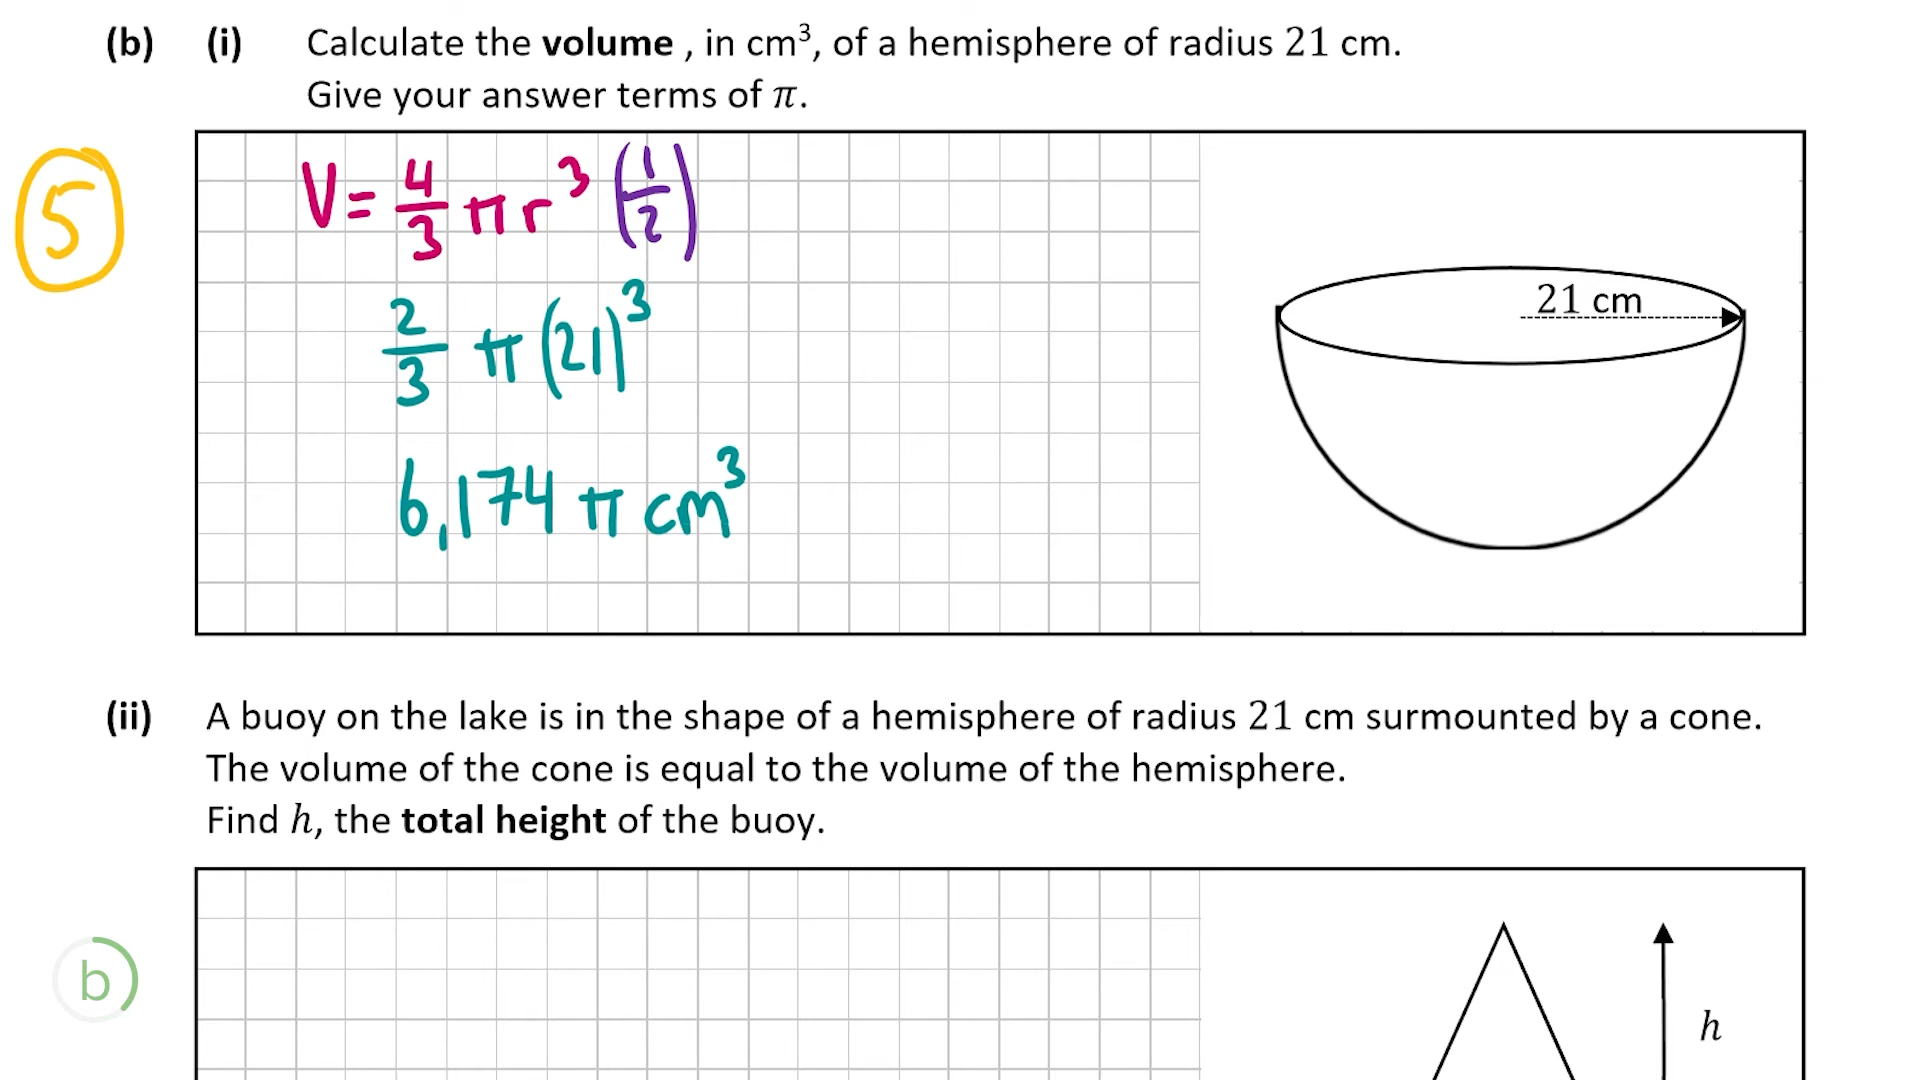 (b) (i) Calculate the volume , in cm³, of a hemisphere of radius 21 cm.
Give your answer terms of π.
5
V = 4/3 π r³ (1/2)
21 cm
2/3 π (21)³
6,174 π cm³
(ii) A buoy on the lake is in the shape of a hemisphere of radius 21 cm surmounted by a cone.
The volume of the cone is equal to the volume of the hemisphere.
Find h, the total height of the buoy.
b
h